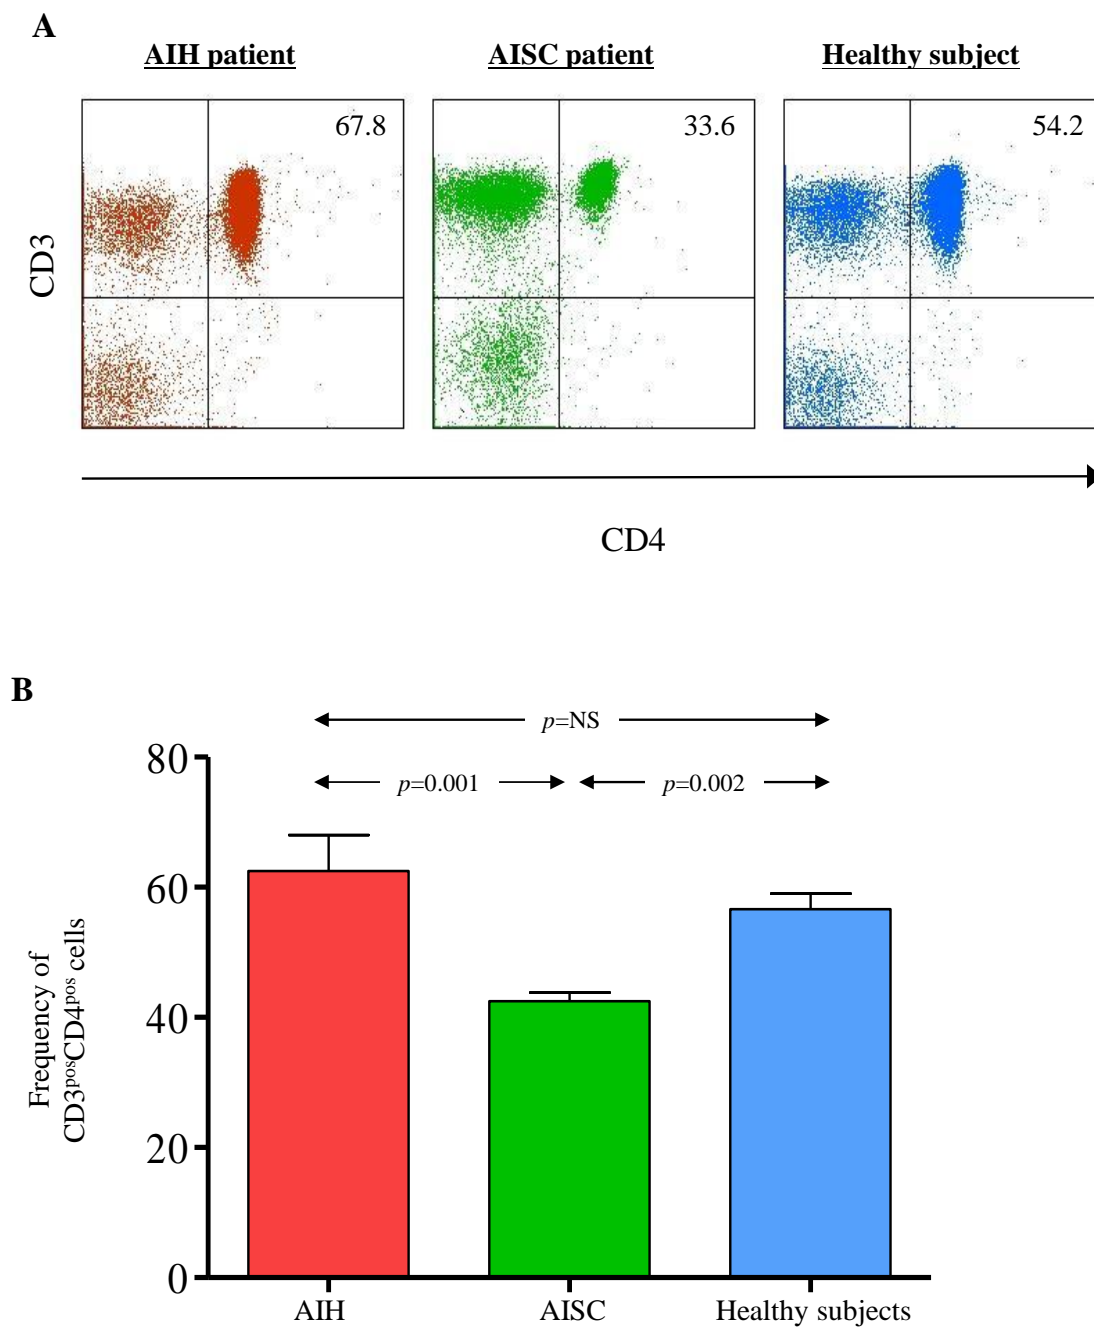 A
AIH patient
AISC patient
Healthy subject
67.8
33.6
54.2
CD3
CD4
B
p=NS
p=0.001
p=0.002
80
60
40
20
0
Frequency of
CD3posCD4pos cells
AIH
AISC
Healthy subjects